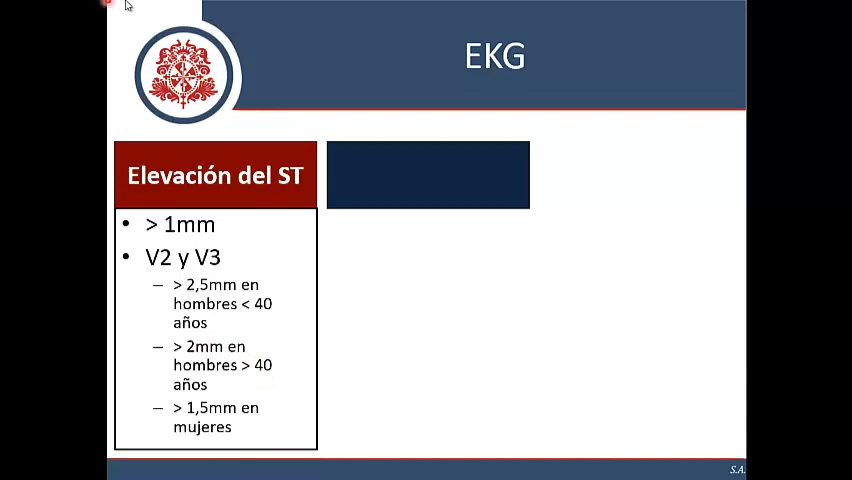 EKG
Elevación del ST
• > 1mm
• V2 y V3
– > 2,5mm en
hombres < 40
años
– > 2mm en
hombres > 40
años
– > 1,5mm en
mujeres
S.A.